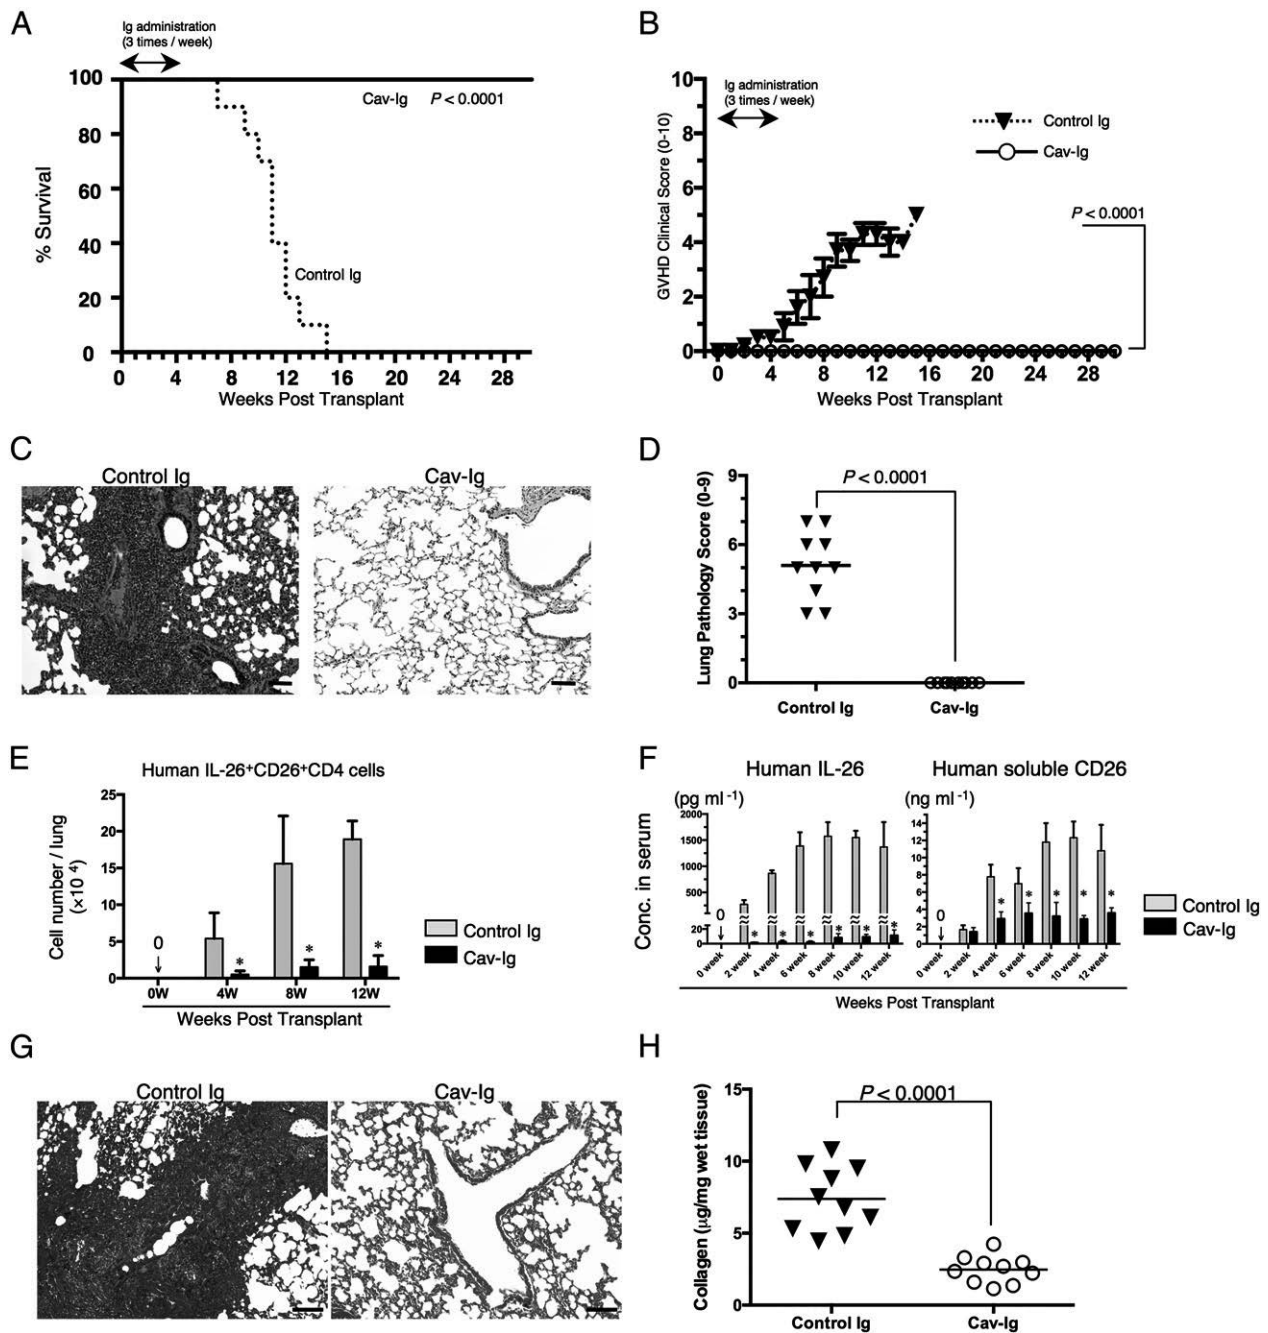 A
Ig administration
(3 times / week)
100
80
60
40
20
0
% Survival
Cav-Ig P < 0.0001
Control Ig
0 4 8 12 16 20 24 28
Weeks Post Transplant
B
10
8
6
4
2
0
GVHD Clinical Score (0-10)
Ig administration
(3 times / week)
Control Ig
Cav-Ig
P < 0.0001
0 4 8 12 16 20 24 28
Weeks Post Transplant
C
Control Ig
Cav-Ig
D
9
6
3
0
Lung Pathology Score (0-9)
P < 0.0001
Control Ig
Cav-Ig
E
Human IL-26+CD26+CD4 cells
25
20
15
10
5
0
Cell number / lung
(×10 4)
0
*
*
*
0W 4W 8W 12W
Weeks Post Transplant
Control Ig
Cav-Ig
F
Human IL-26
(pg ml -1)
Conc. in serum
2000
1500
1000
500
20
0
0
* * * * * *
0 week 2 week 4 week 6 week 8 week 10 week 12 week
Human soluble CD26
(ng ml -1)
14
12
10
8
6
4
2
0
0
* * * * *
0 week 2 week 4 week 6 week 8 week 10 week 12 week
Weeks Post Transplant
Control Ig
Cav-Ig
G
Control Ig
Cav-Ig
H
15
10
5
0
Collagen (µg/mg wet tissue)
P < 0.0001
Control Ig
Cav-Ig